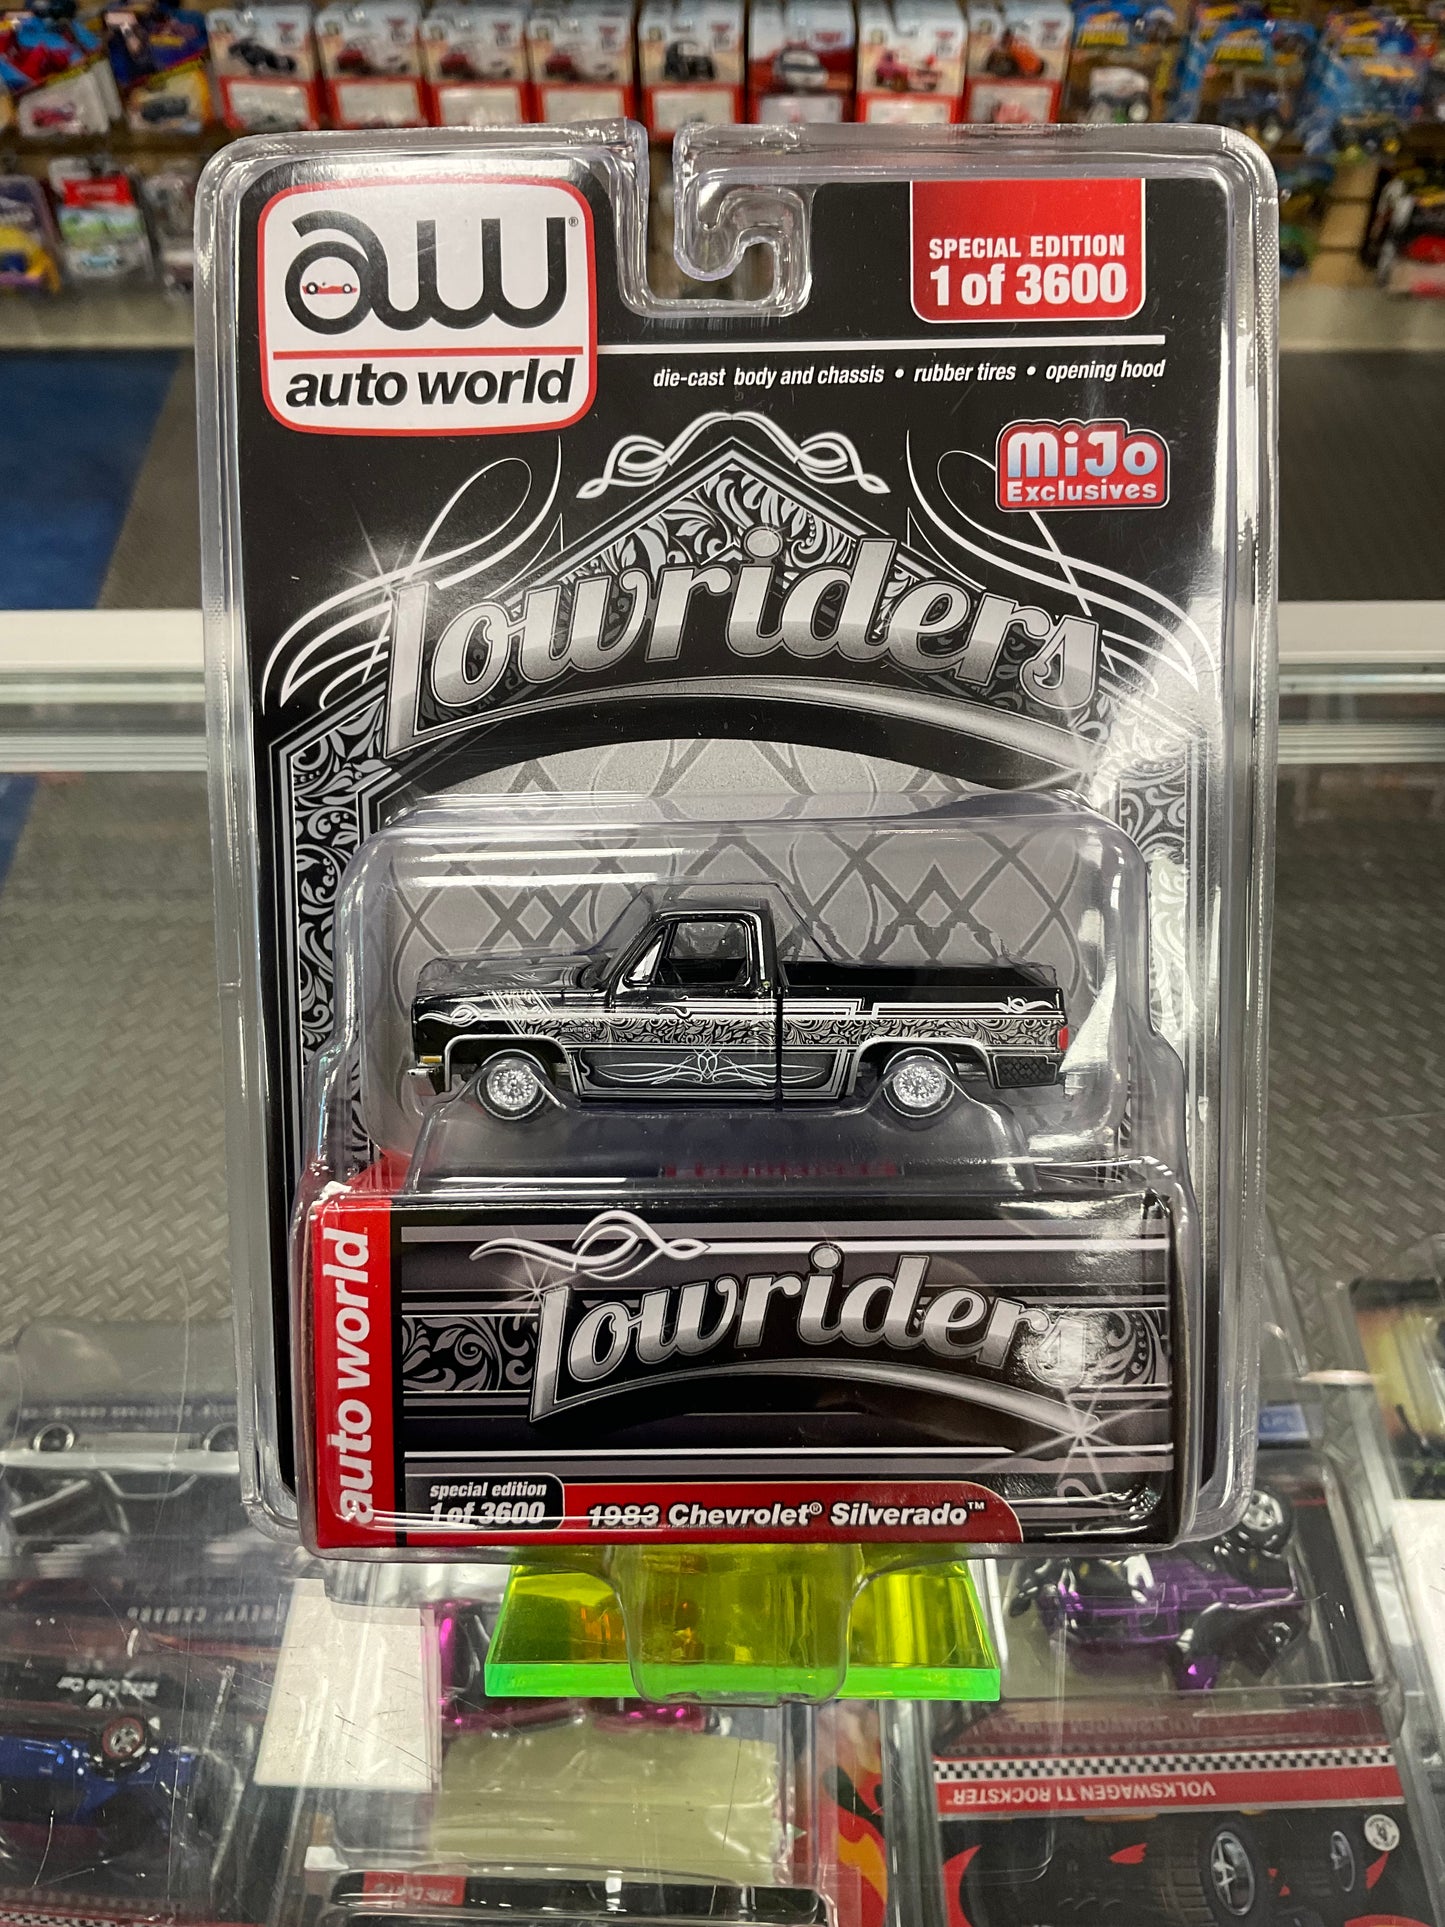 aw®
auto world
SPECIAL EDITION
1 of 3600
die-cast body and chassis • rubber tires • opening hood
MiJo
Exclusives
Lowriders
SILVERADO
auto world
Lowriders
special edition
1 of 3600
1983 Chevrolet® Silverado™
VOLKSWAGEN T1 ROCKSTER